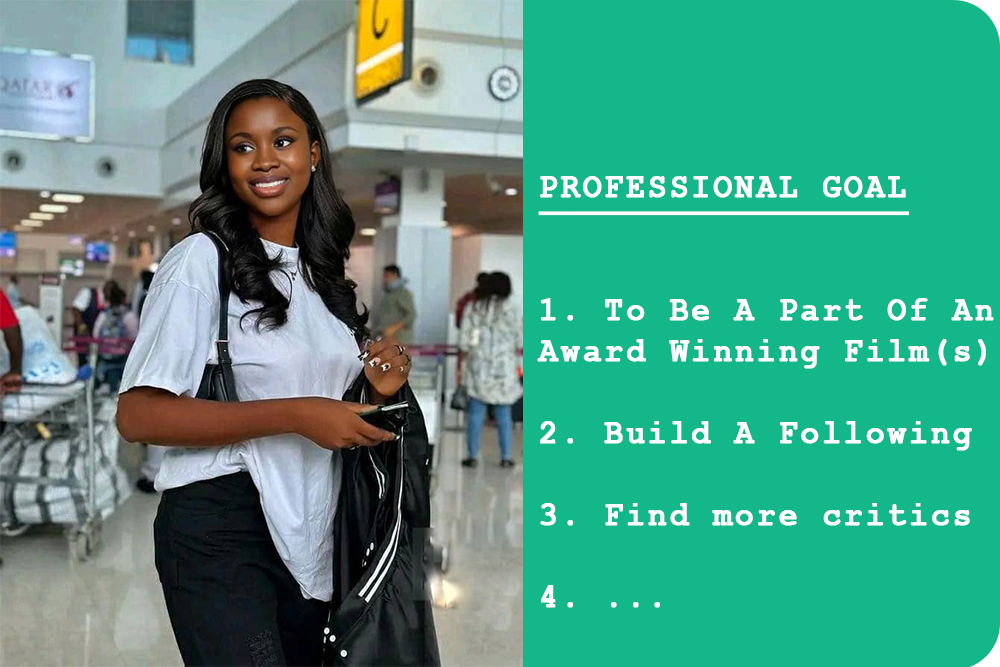 QATAR
PROFESSIONAL GOAL
1. To Be A Part Of An
Award Winning Film(s)
2. Build A Following
3. Find more critics
4. ...